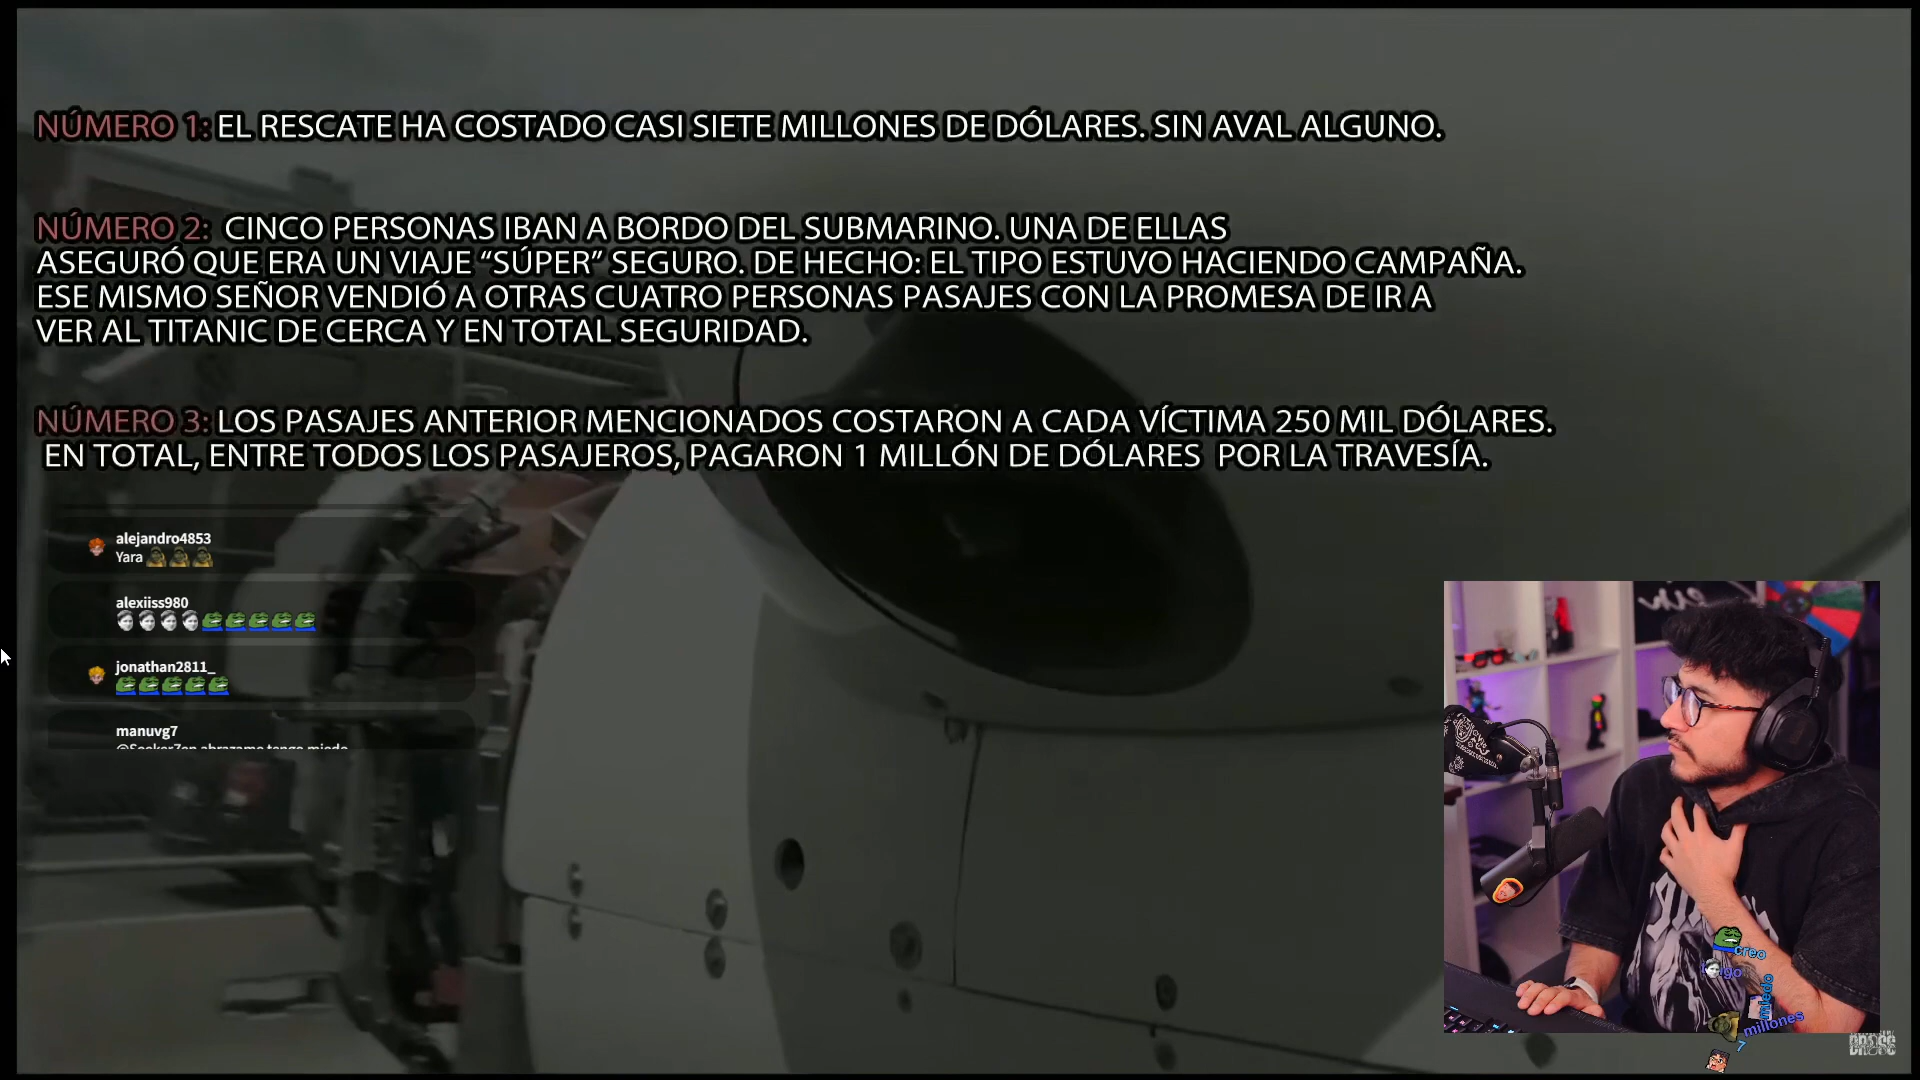 NÚMERO 1: EL RESCATE HA COSTADO CASI SIETE MILLONES DE DÓLARES. SIN AVAL ALGUNO.
NÚMERO 2: CINCO PERSONAS IBAN A BORDO DEL SUBMARINO. UNA DE ELLAS
ASEGURÓ QUE ERA UN VIAJE “SÚPER” SEGURO. DE HECHO: EL TIPO ESTUVO HACIENDO CAMPAÑA.
ESE MISMO SEÑOR VENDIÓ A OTRAS CUATRO PERSONAS PASAJES CON LA PROMESA DE IR A
VER AL TITANIC DE CERCA Y EN TOTAL SEGURIDAD.
NÚMERO 3: LOS PASAJES ANTERIOR MENCIONADOS COSTARON A CADA VÍCTIMA 250 MIL DÓLARES.
EN TOTAL, ENTRE TODOS LOS PASAJEROS, PAGARON 1 MILLÓN DE DÓLARES POR LA TRAVESÍA.
alejandro4853
Yara
alexiiss980
jonathan2811_
manuvg7
abrazame tengo miedo
creo
miedo
millones
7